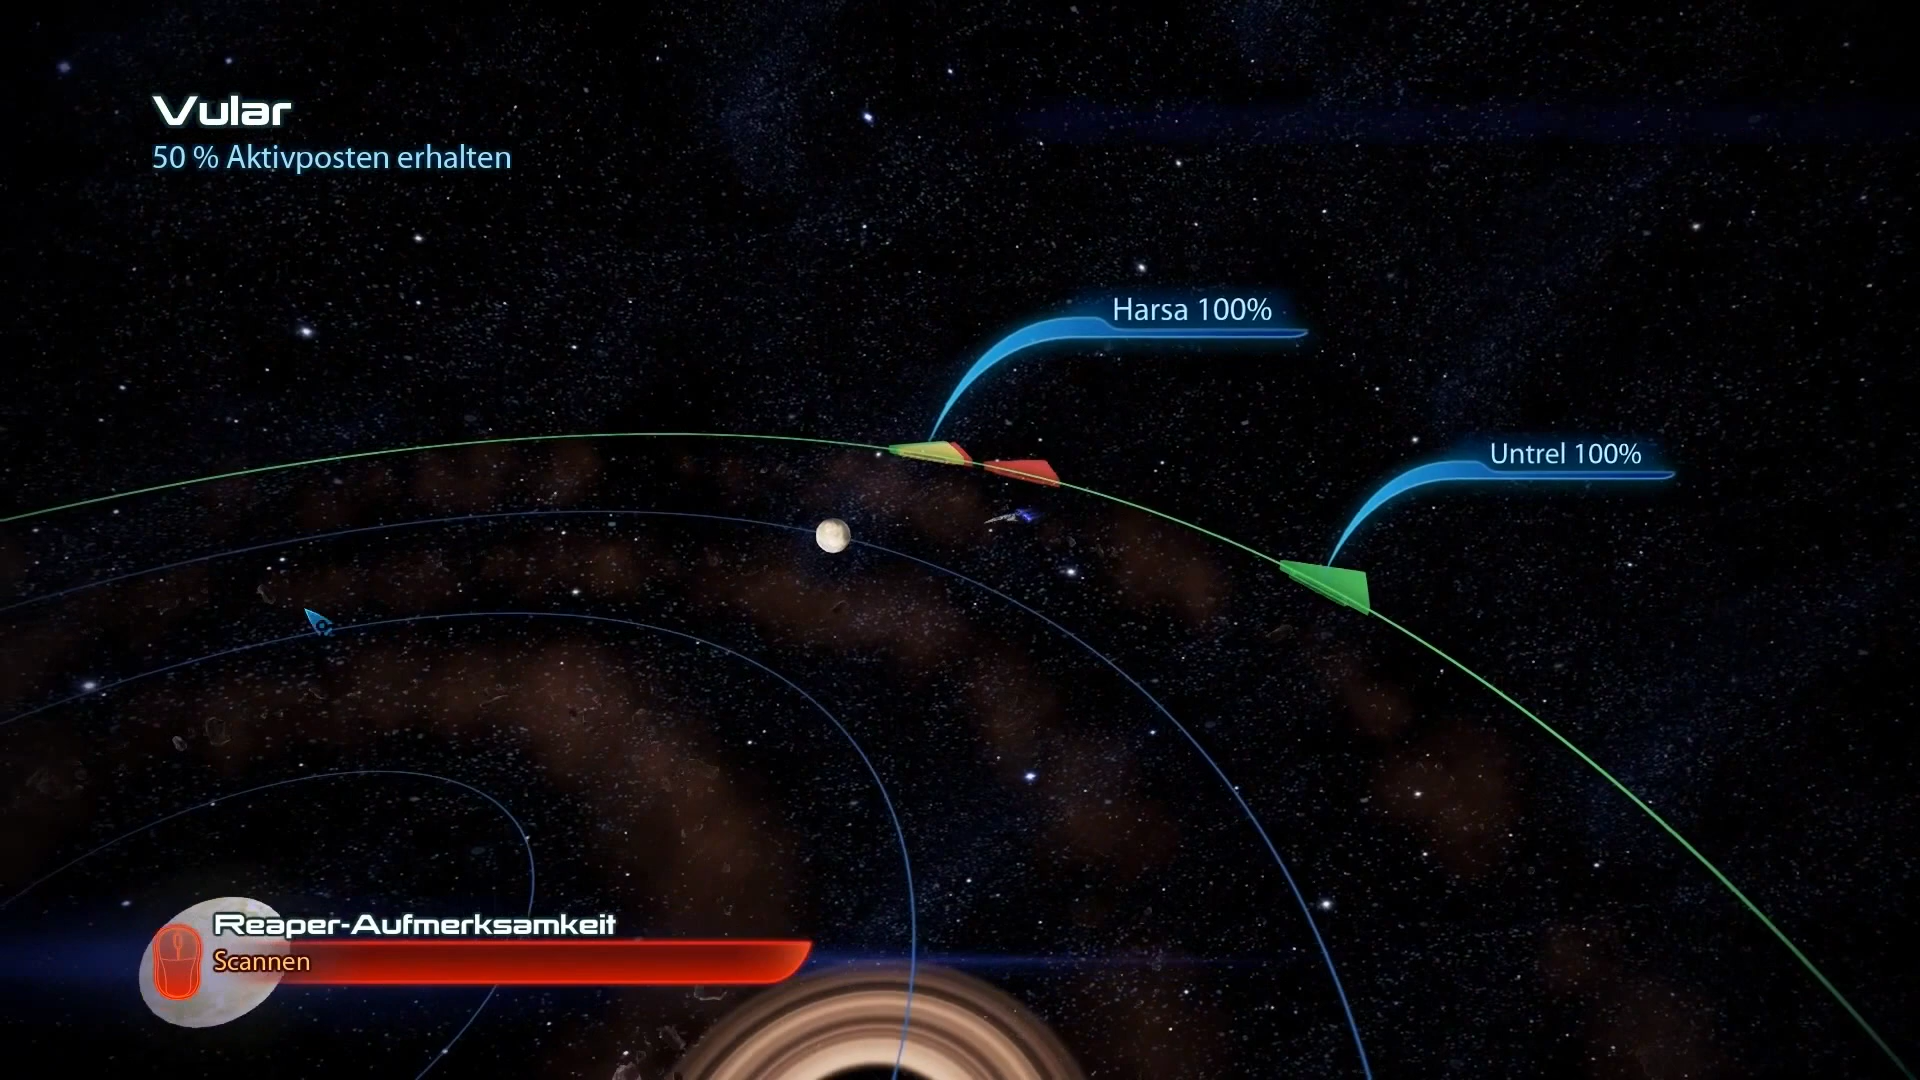 Vular
50 % Aktivposten erhalten
Harsa 100%
Untrel 100%
Reaper-Aufmerksamkeit
Scannen